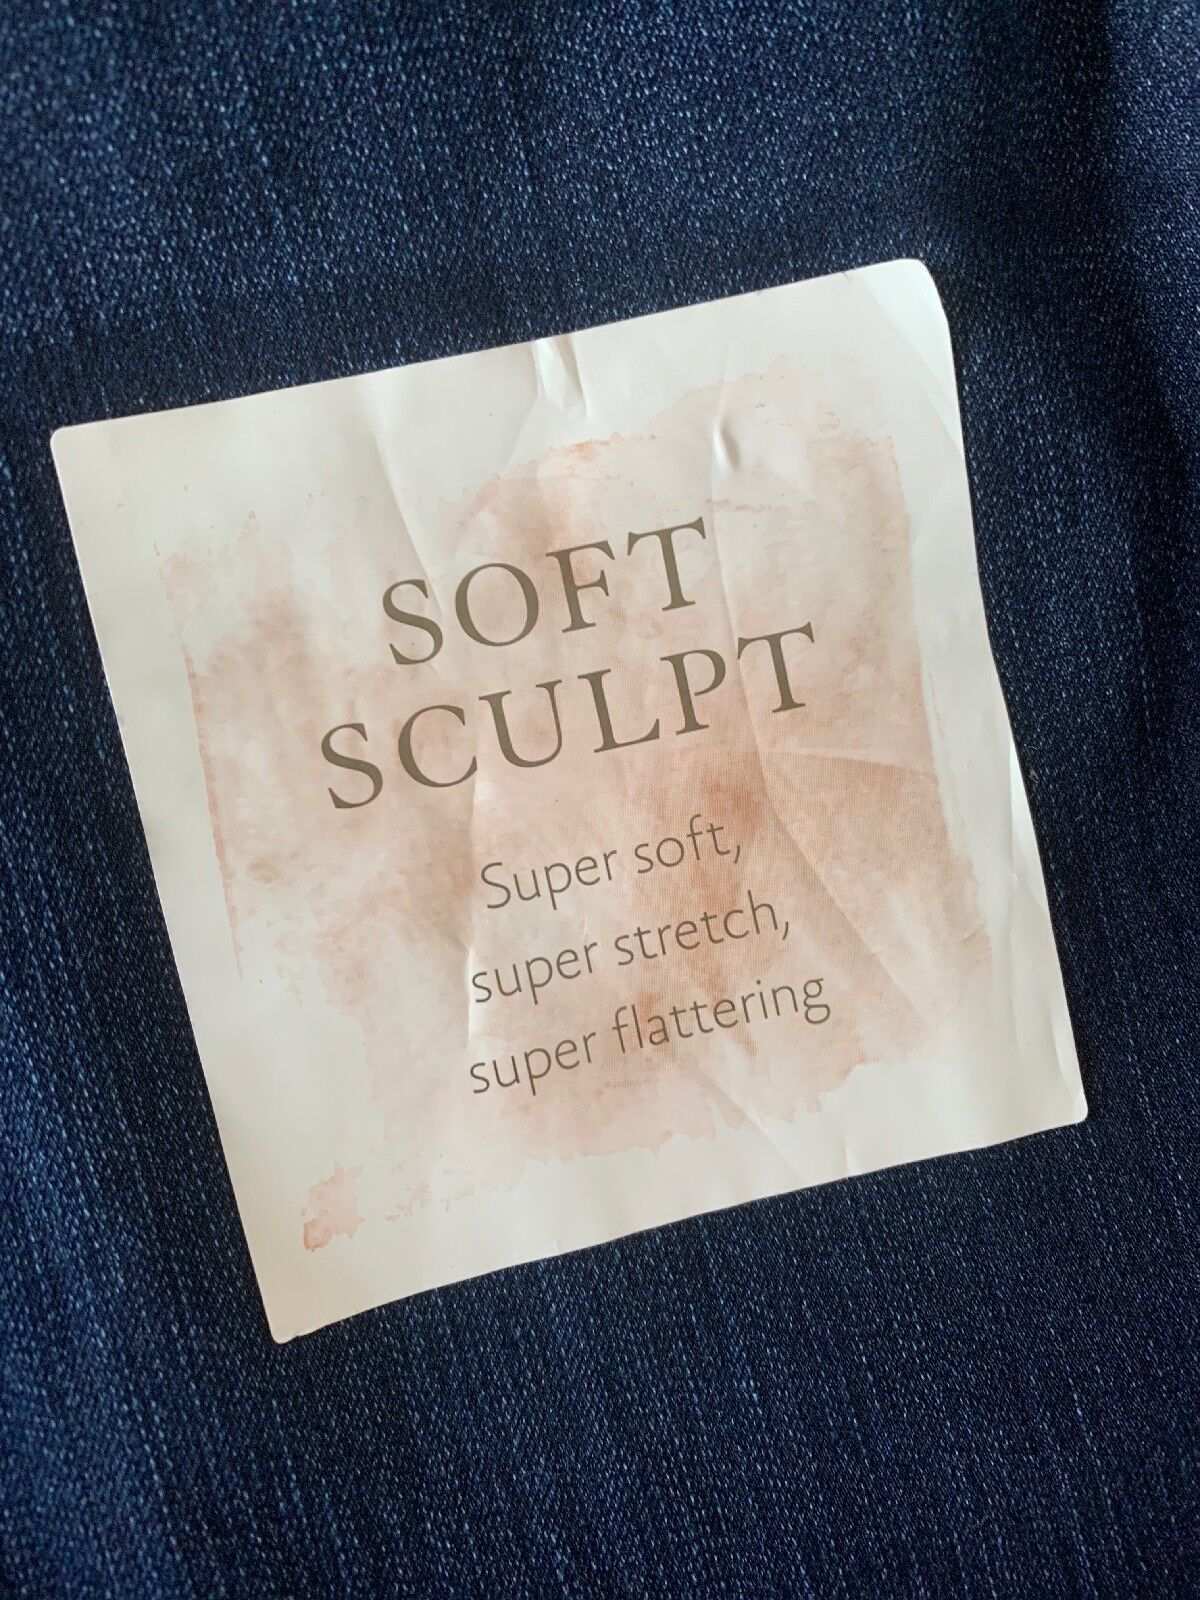 SOFT
SCULPT
Super soft,
super stretch,
super flattering